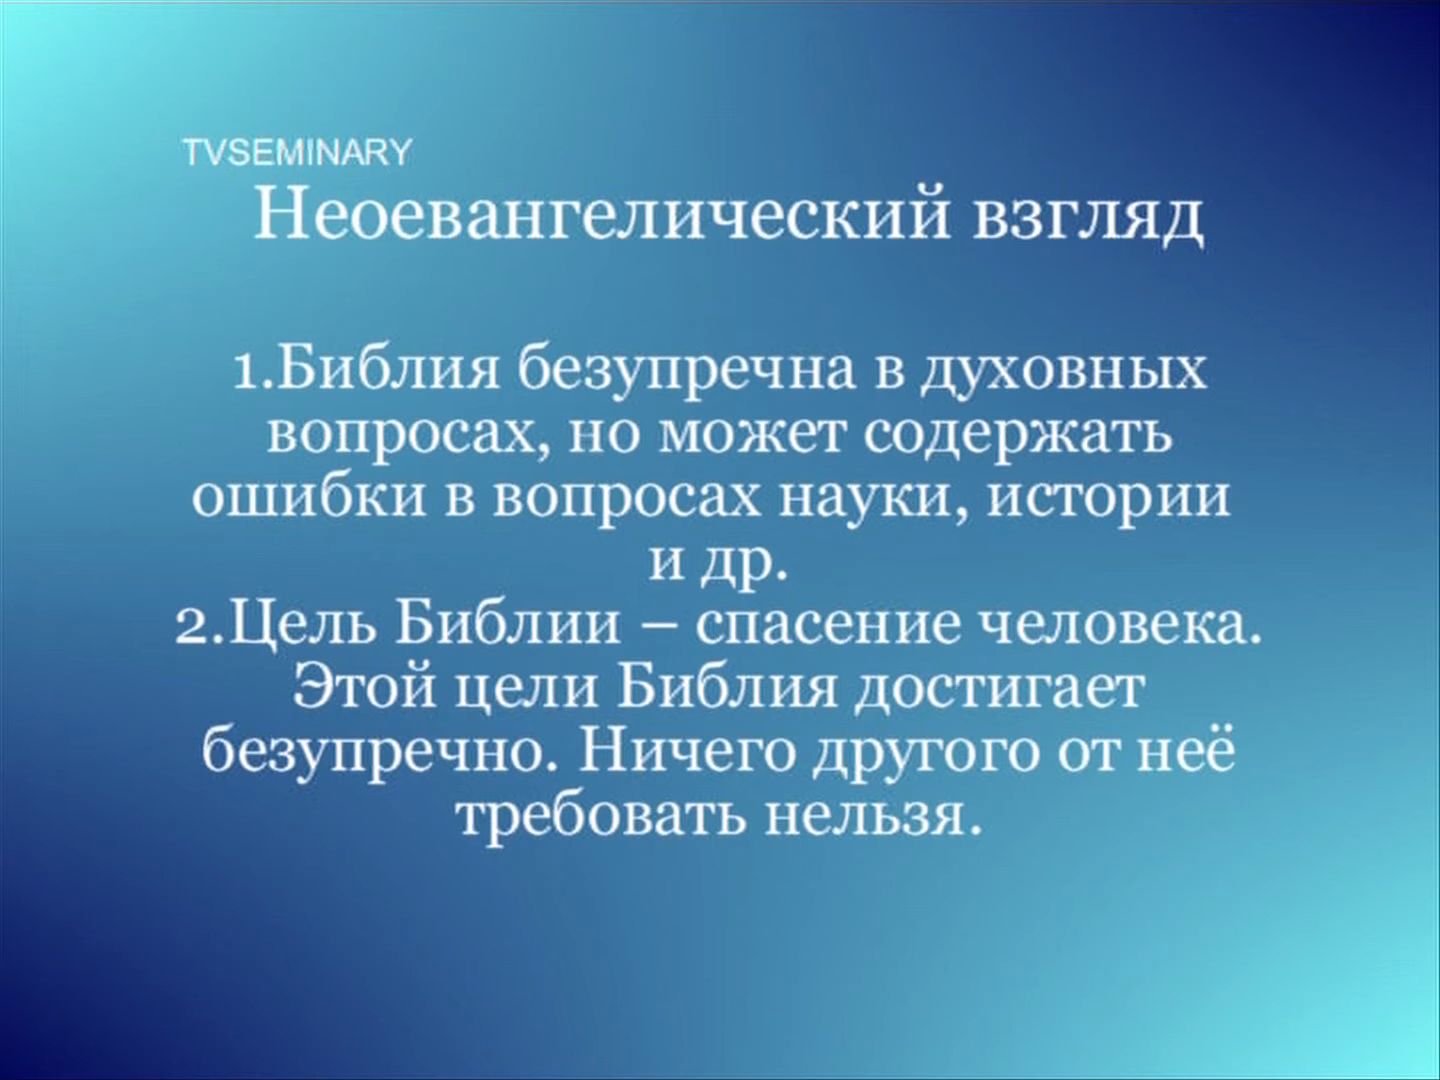 TVSEMINARY
Неоевангелический взгляд
1.Библия безупречна в духовных
вопросах, но может содержать
ошибки в вопросах науки, истории
и др.
2.Цель Библии – спасение человека.
Этой цели Библия достигает
безупречно. Ничего другого от неё
требовать нельзя.